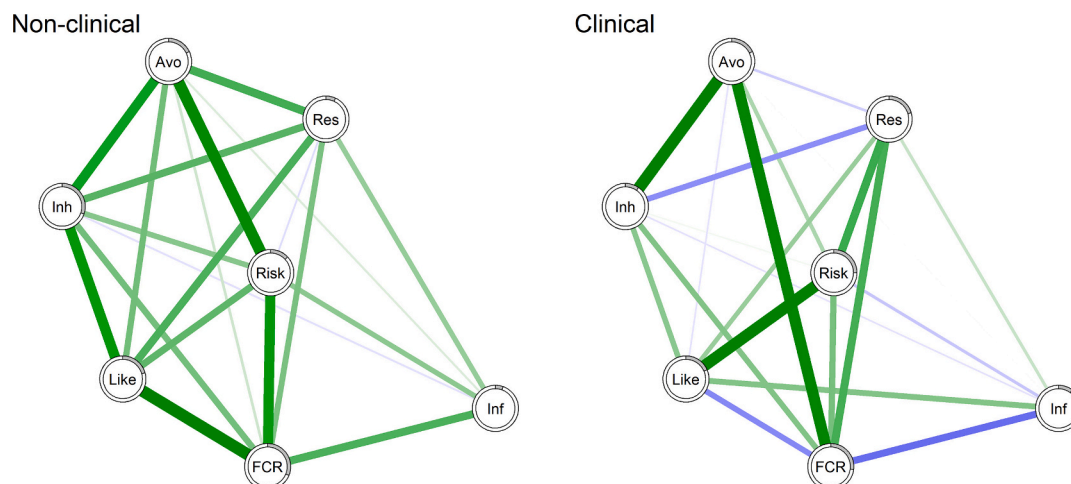 Non-clinical
Avo
Res
Inh
Risk
Like
Inf
FCR
Clinical
Avo
Res
Inh
Risk
Like
Inf
FCR